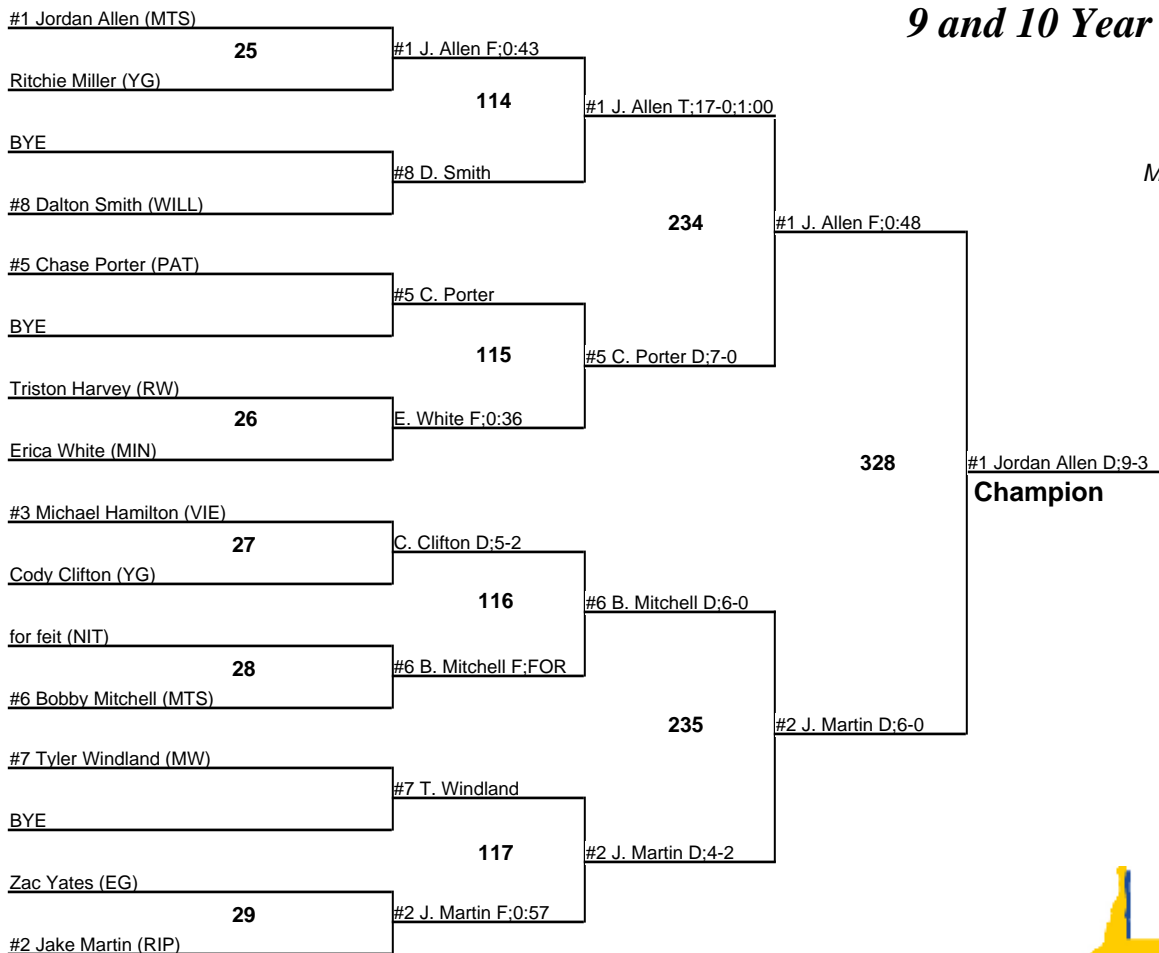 9 and 10 Year
M
#1 Jordan Allen (MTS)
25
Ritchie Miller (YG)
BYE
#8 Dalton Smith (WILL)
#5 Chase Porter (PAT)
BYE
Triston Harvey (RW)
26
Erica White (MIN)
#3 Michael Hamilton (VIE)
27
Cody Clifton (YG)
for feit (NIT)
28
#6 Bobby Mitchell (MTS)
#7 Tyler Windland (MW)
BYE
Zac Yates (EG)
29
#2 Jake Martin (RIP)
#1 J. Allen F;0:43
114
#8 D. Smith
#5 C. Porter
115
E. White F;0:36
C. Clifton D;5-2
116
#6 B. Mitchell F;FOR
#7 T. Windland
117
#2 J. Martin F;0:57
#1 J. Allen T;17-0;1:00
234
#5 C. Porter D;7-0
#6 B. Mitchell D;6-0
235
#2 J. Martin D;4-2
#1 J. Allen F;0:48
328
#2 J. Martin D;6-0
#1 Jordan Allen D;9-3
Champion